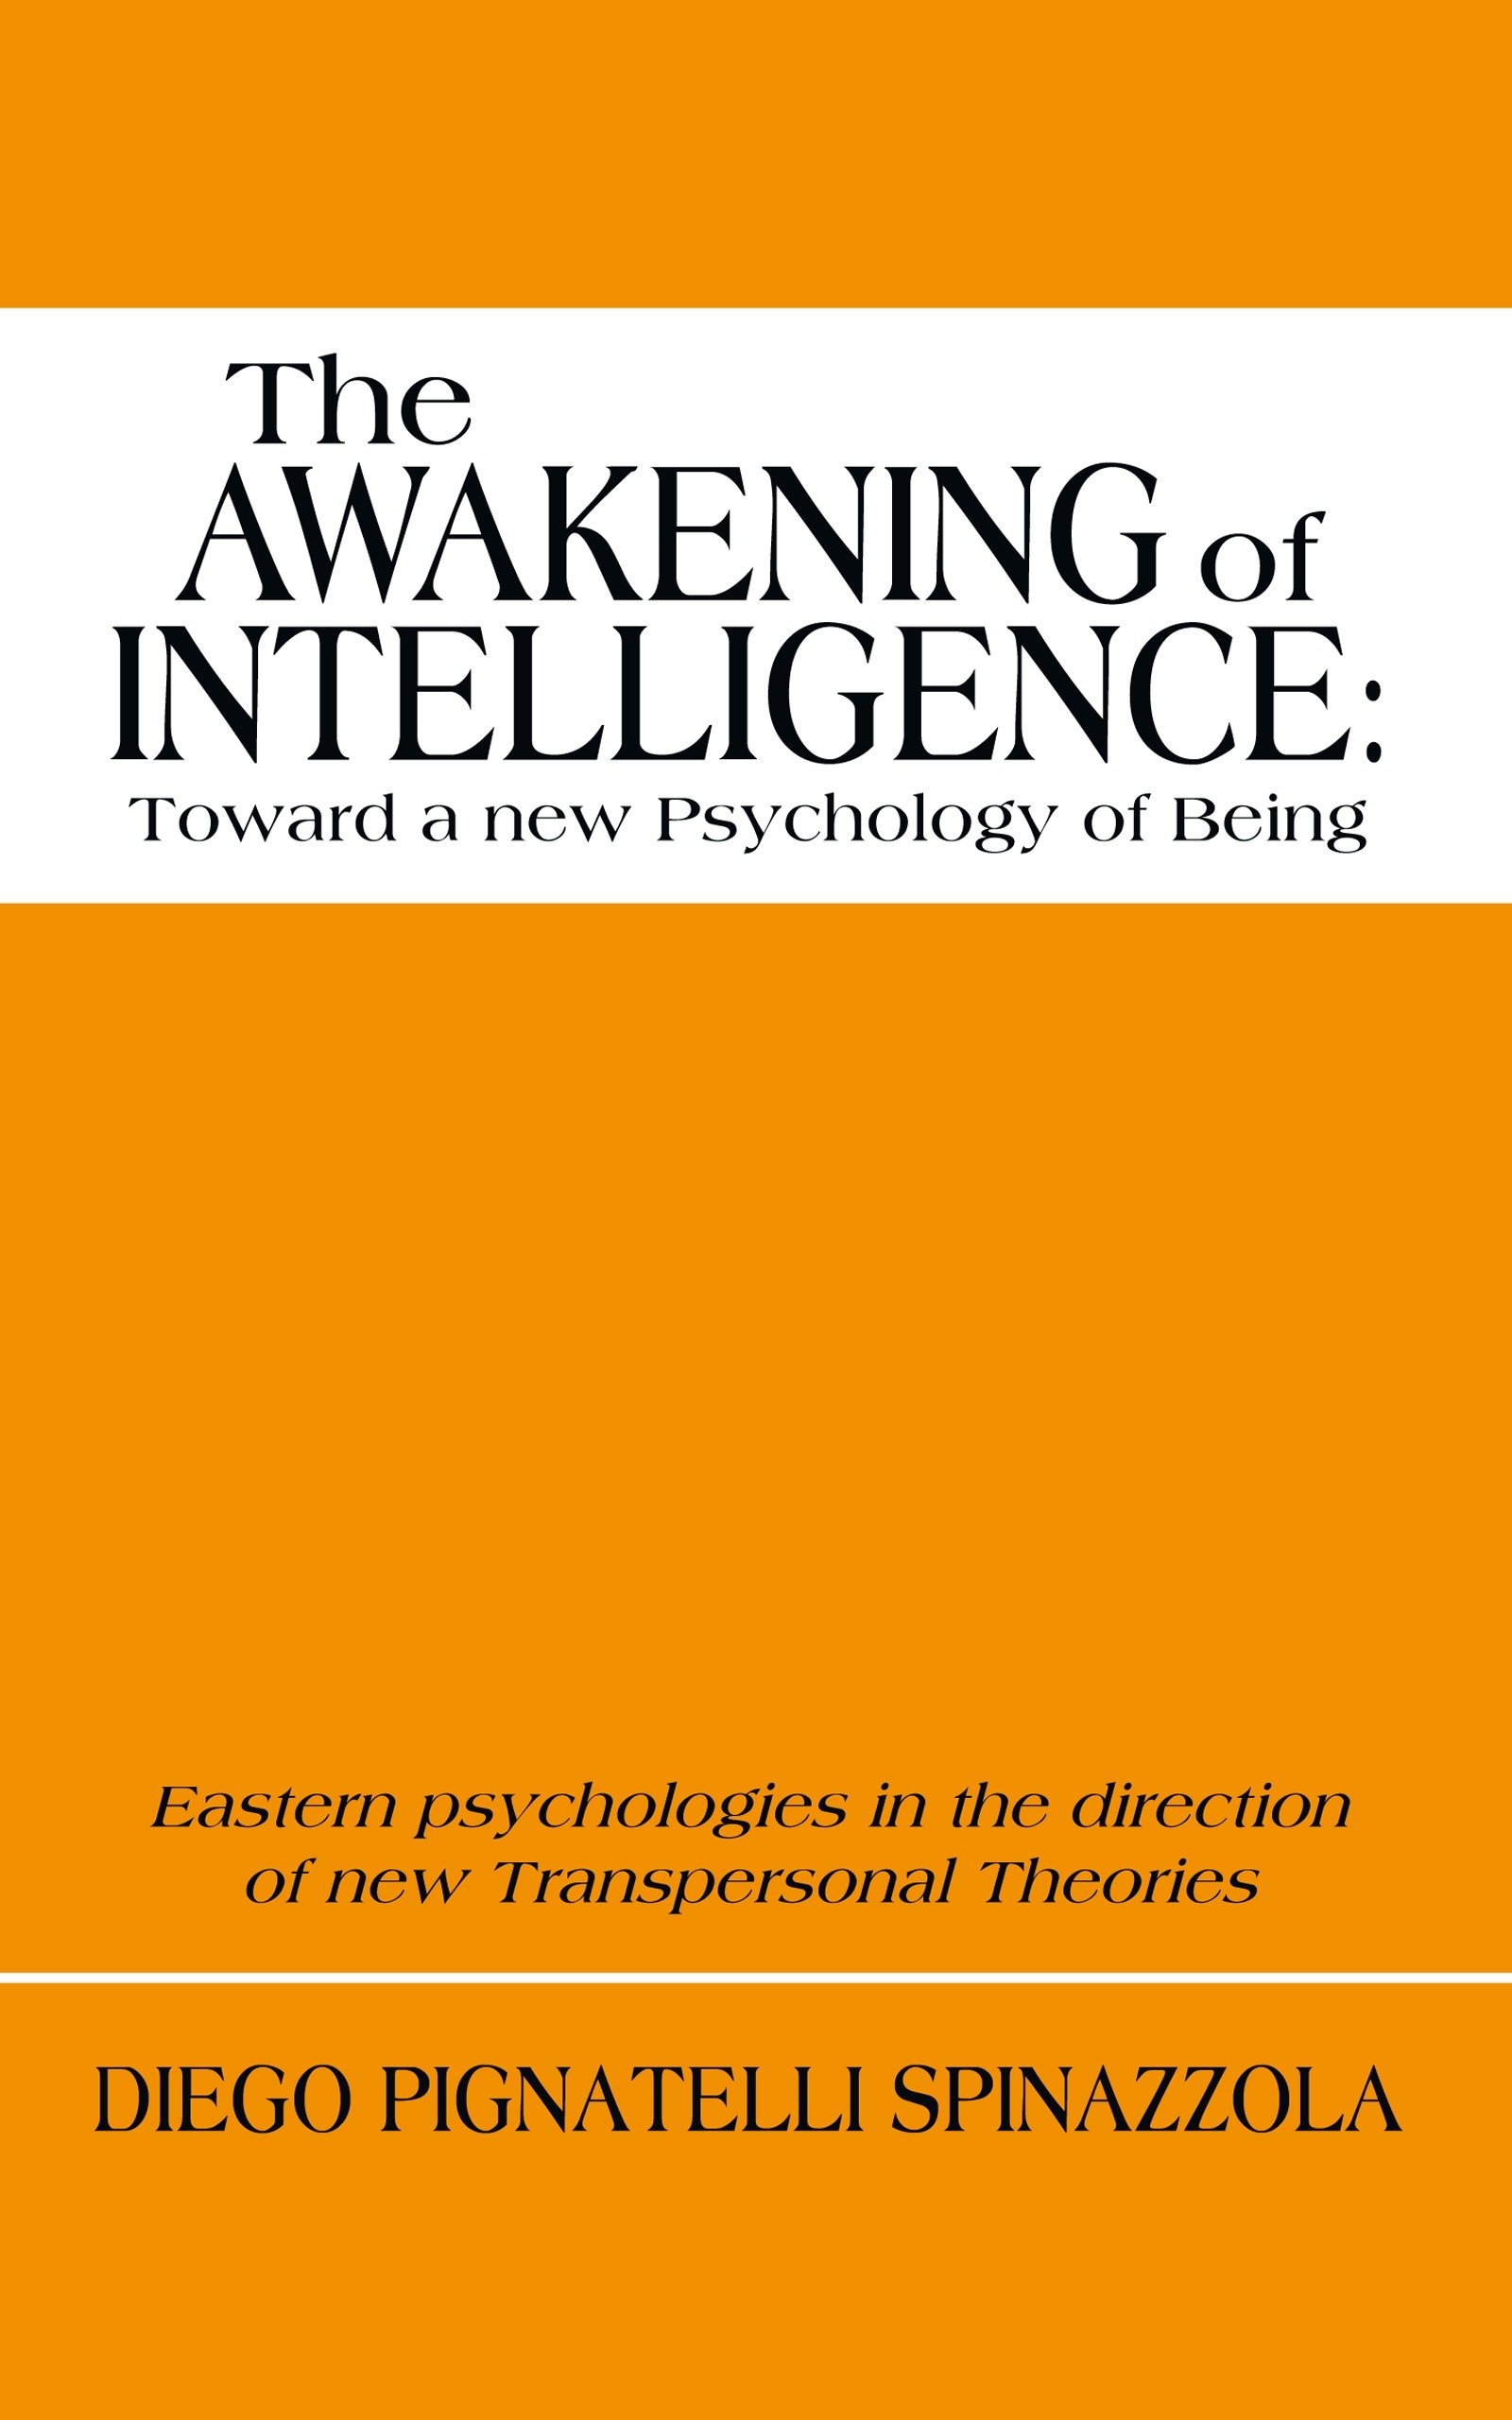 The
AWAKENING of
INTELLIGENCE:
Toward a new Psychology of Being
Eastern psychologies in the direction
of new Transpersonal Theories
DIEGO PIGNATELLI SPINAZZOLA